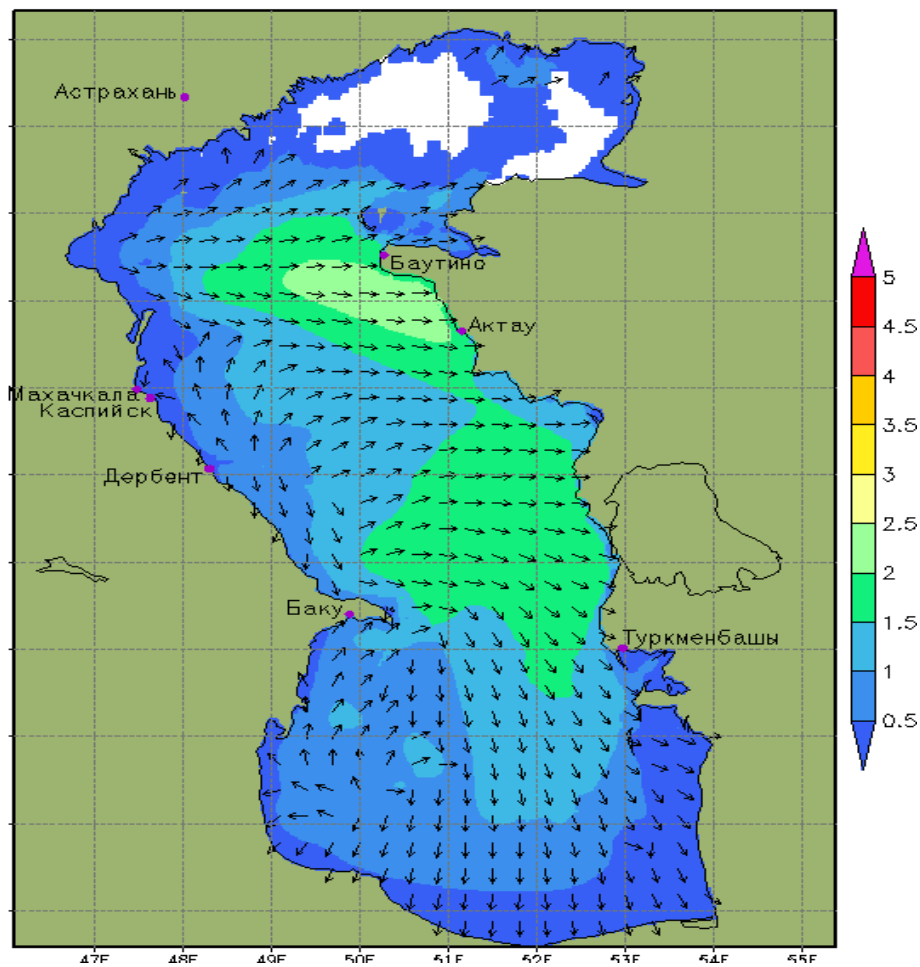 Астрахань
Баутино
Актау
Махачкала
Каспийск
Дербент
Баку
Туркменбашы
5
4.5
4
3.5
3
2.5
2
1.5
1
0.5
47E 48E 49E 50E 51E 52E 53E 54E 55E